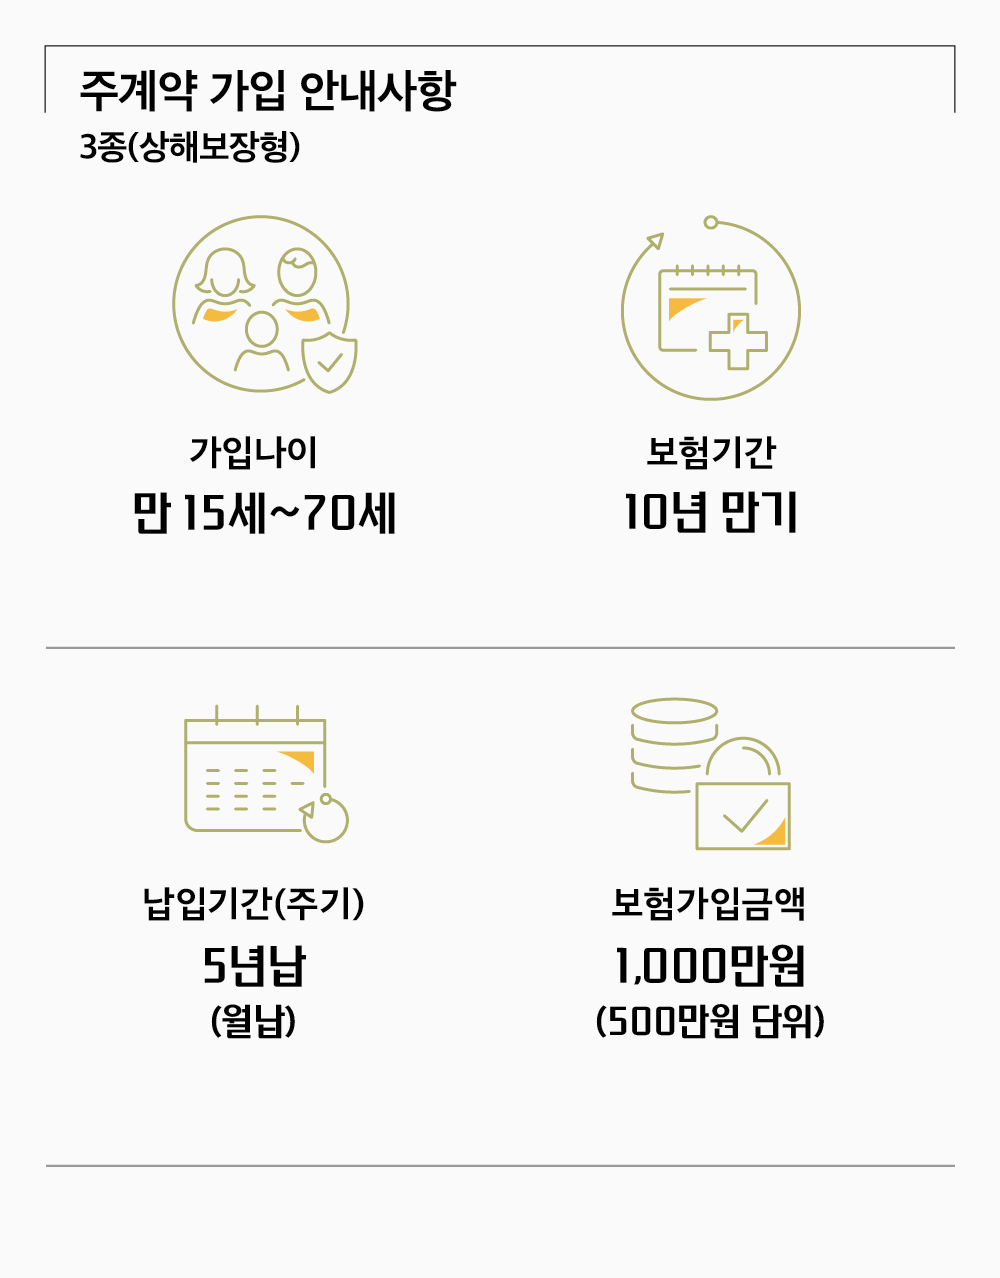 주계약 가입 안내사항
3종(상해보장형)
가입나이
만 15세~70세
보험기간
10년 만기
납입기간(주기)
5년납
(월납)
보험가입금액
1,000만원
(500만원 단위)